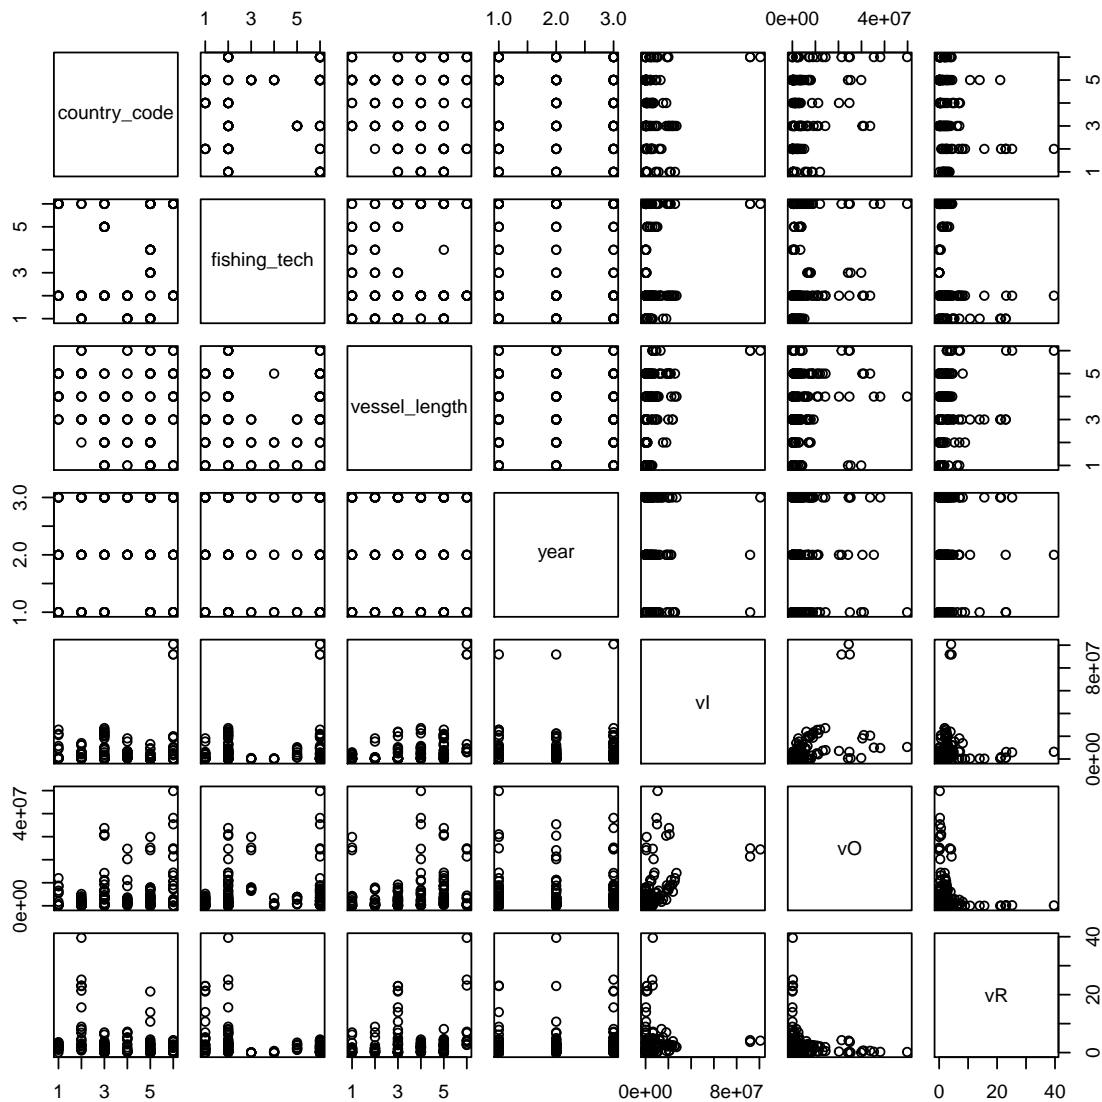 1 3 5 1.0 2.0 3.0 0e+00 4e+07
country_code 1 3 5
1 3 5 fishing_tech
vessel_length 1 3 5
1.0 2.0 3.0 year
vI 0e+00 8e+07
0e+00 4e+07 vO
vR 0 20 40
1 3 5 1 3 5 0e+00 8e+07 0 20 40